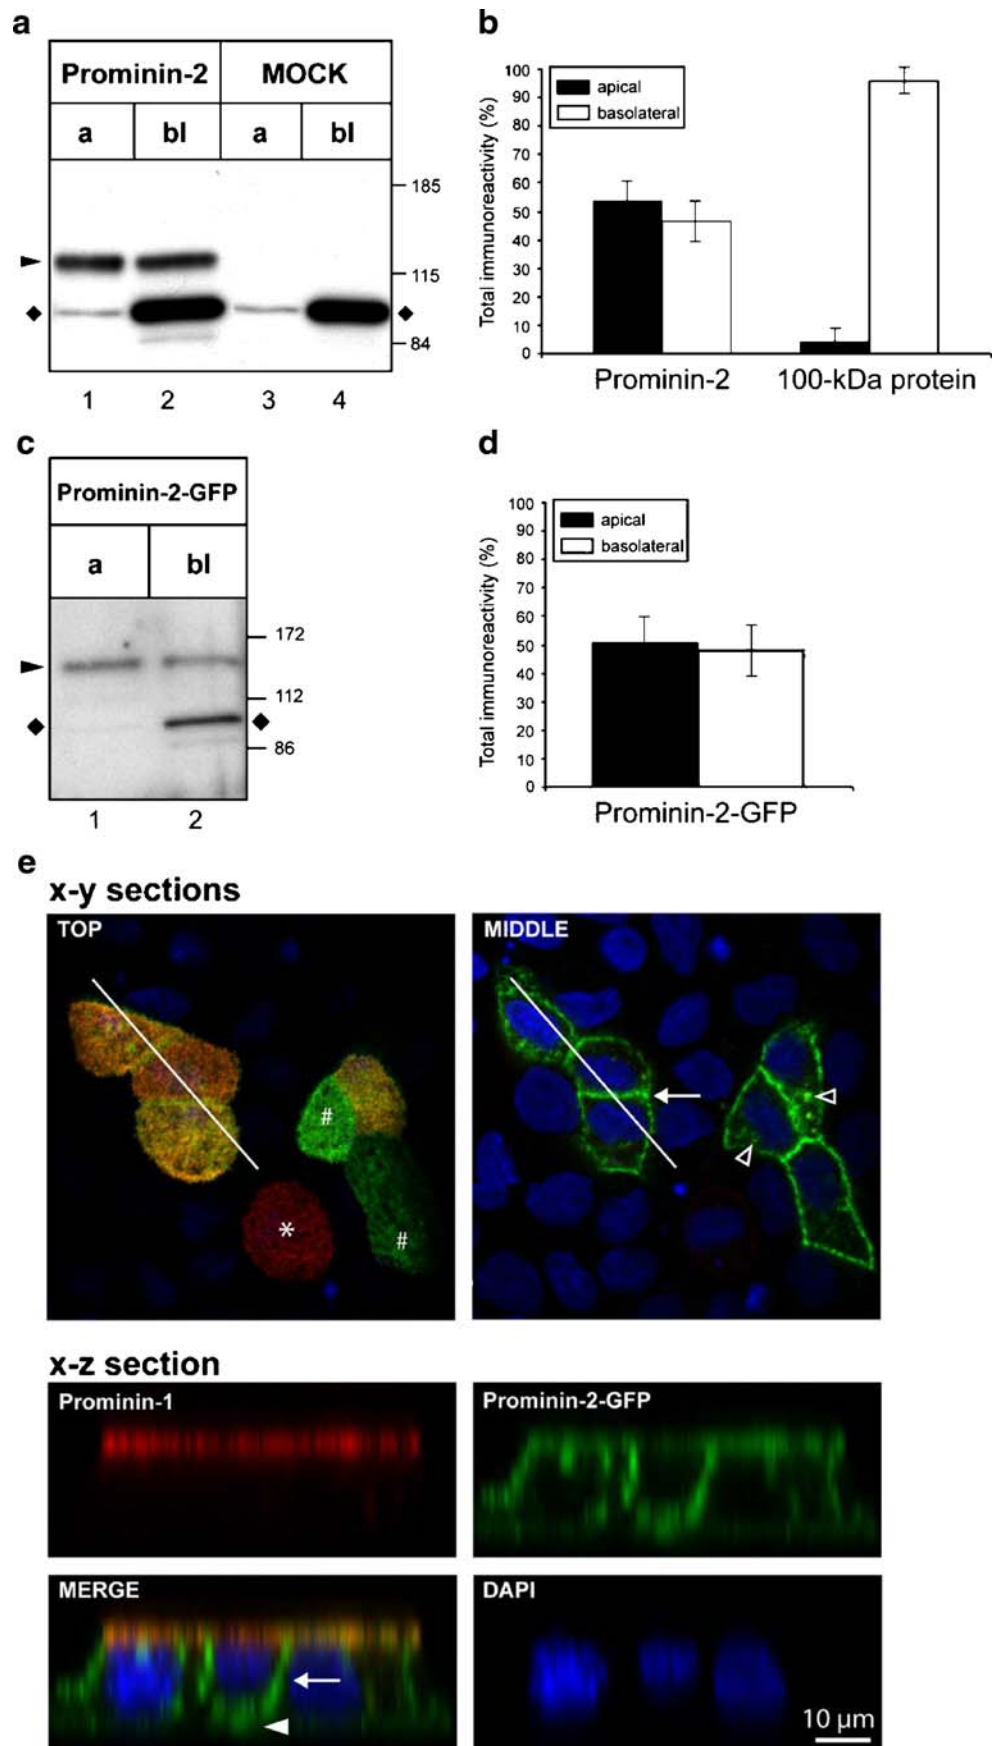 a
Prominin-2 MOCK
a bl a bl
185
115
84
1 2 3 4
b
Total immunoreactivity (%)
100
90
80
70
60
50
40
30
20
10
0
apical
basolateral
Prominin-2 100-kDa protein
c
Prominin-2-GFP
a bl
172
112
86
1 2
d
Total immunoreactivity (%)
100
90
80
70
60
50
40
30
20
10
0
apical
basolateral
Prominin-2-GFP
e
x-y sections
TOP
#
*
#
MIDDLE
x-z section
Prominin-1
Prominin-2-GFP
MERGE
DAPI
10 µm